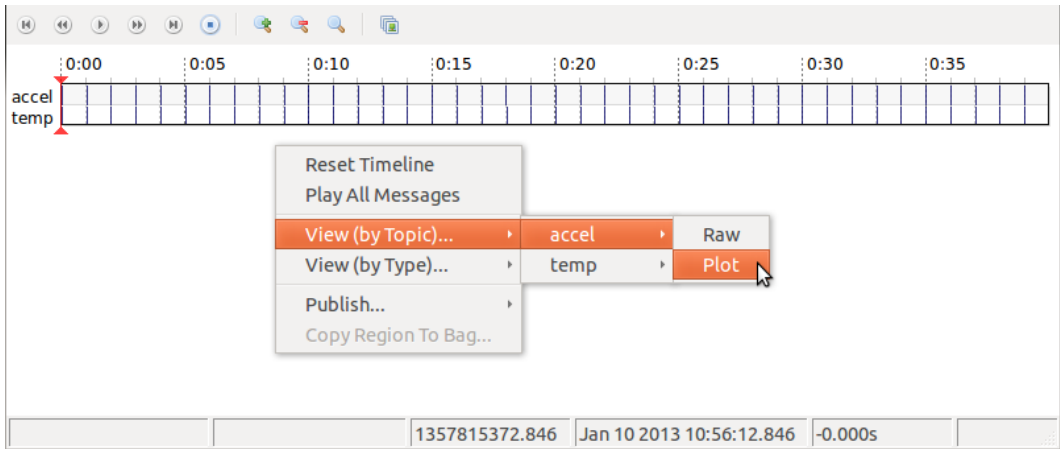 0:00 0:05 0:10 0:15 0:20 0:25 0:30 0:35
accel
temp
Reset Timeline
Play All Messages
View (by Topic)... accel Raw
View (by Type)... temp Plot
Publish...
Copy Region To Bag...
1357815372.846 Jan 10 2013 10:56:12.846 -0.000s